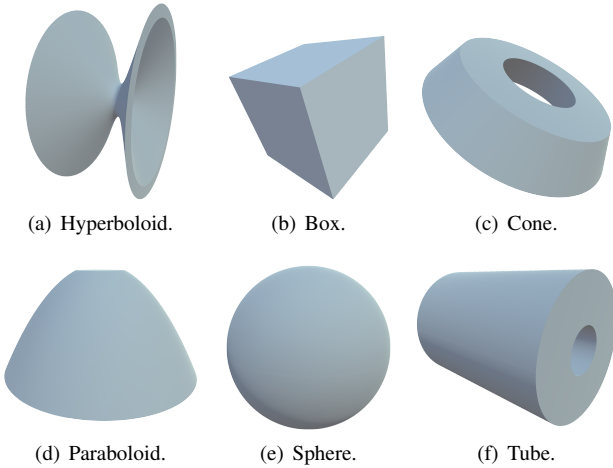 (a) Hyperboloid.
(b) Box.
(c) Cone.
(d) Paraboloid.
(e) Sphere.
(f) Tube.